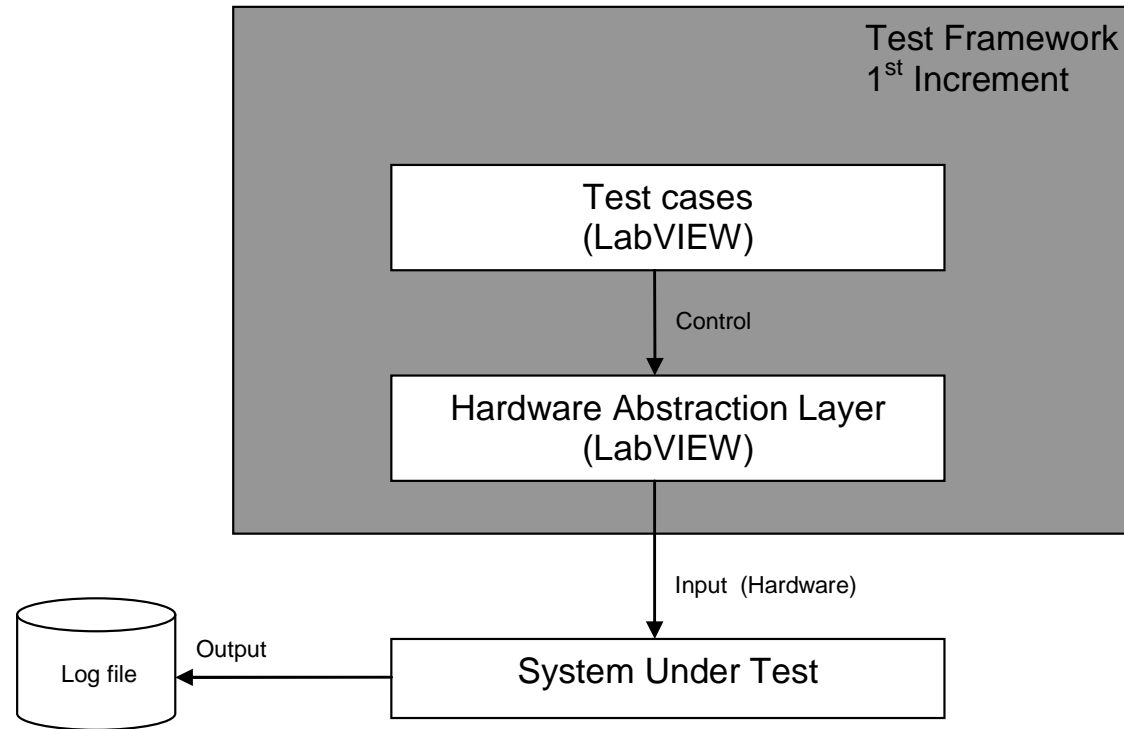 Test Framework
1st Increment
Test cases
(LabVIEW)
Control
Hardware Abstraction Layer
(LabVIEW)
Input (Hardware)
Output
Log file
System Under Test